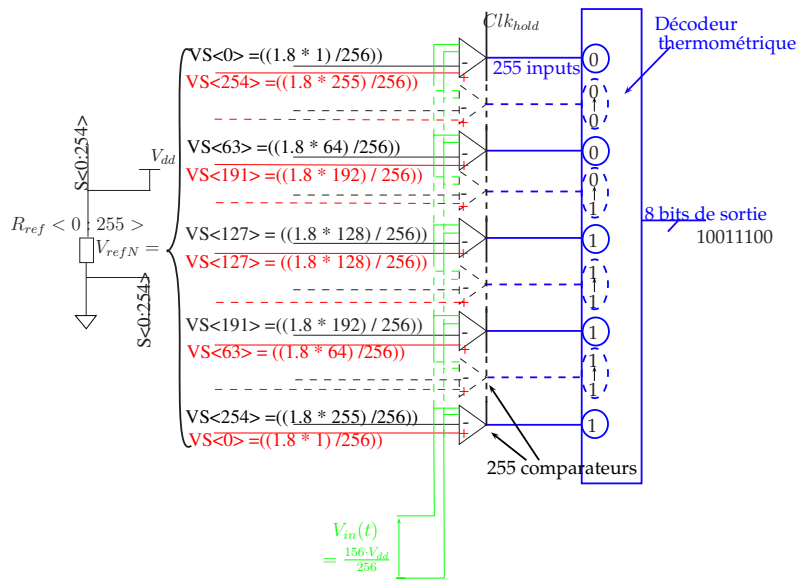 Clk_hold
Décodeur
thermométrique
VS<0> =((1.8 * 1) /256))
- 0
255 inputs
VS<254> =((1.8 * 255) /256))
+
- 0
+ 0
S<0:254>
V_dd
VS<63> =((1.8 * 64) /256))
- 0
+
VS<191> =((1.8 * 192) /256))
- 0
+ 1
R_ref < 0 : 255 >
V_refN =
VS<127> = ((1.8 * 128) / 256))
- 1
+
VS<127> = ((1.8 * 128) / 256))
8 bits de sortie
10011100
- 1
+ 1
S<0:254>
VS<191> =((1.8 * 192) / 256))
- 1
+
VS<63> = ((1.8 * 64) /256))
- 1
+ 1
VS<254> =((1.8 * 255) /256))
- 1
+
VS<0> =((1.8 * 1) /256))
255 comparateurs
V_in(t)
= 156·V_dd/256